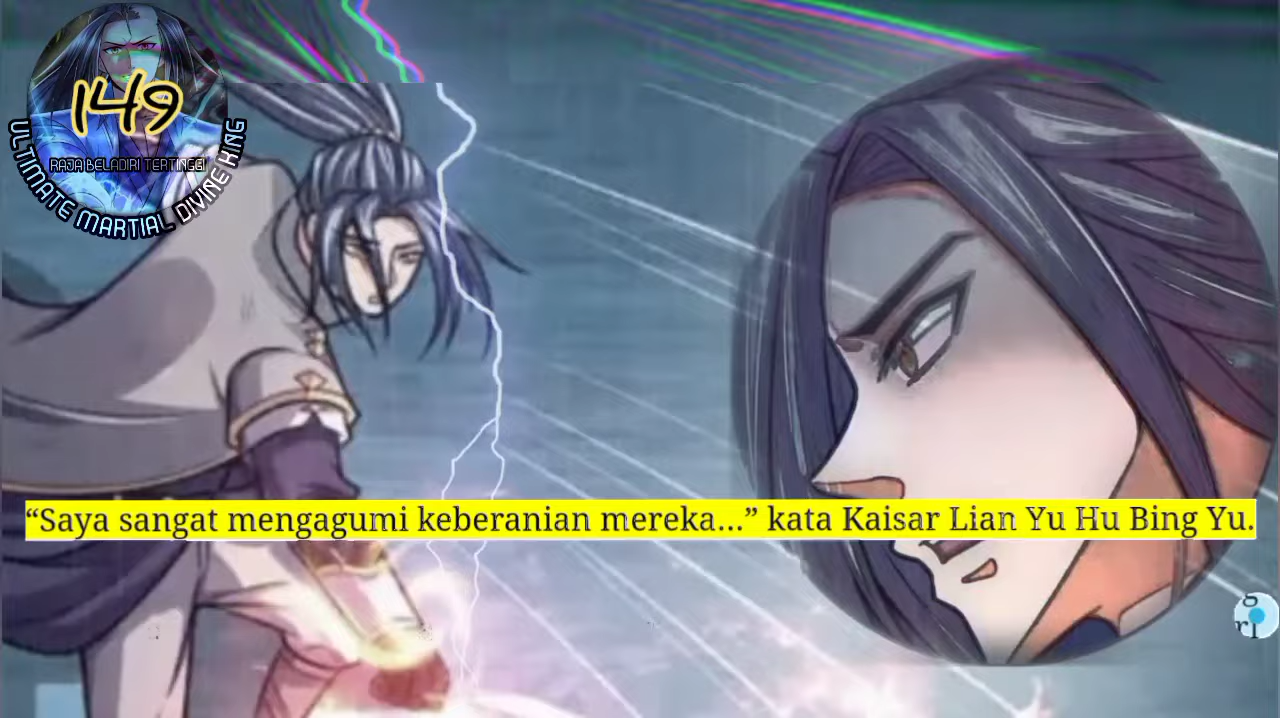 149
RAJA BELADIRI TERTINGGI
ULTIMATE MARTIAL DIVINE KING
“Saya sangat mengagumi keberanian mereka...” kata Kaisar Lian Yu Hu Bing Yu.